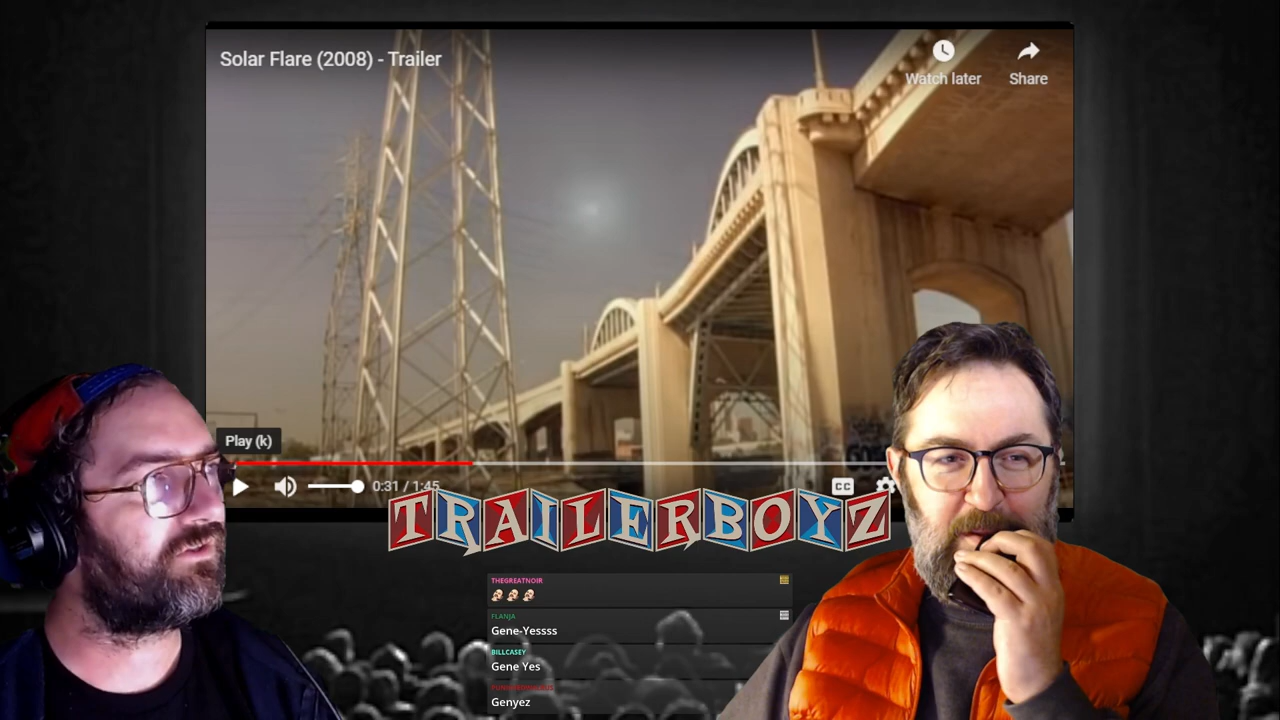 Solar Flare (2008) - Trailer
Watch later
Share
Play (k)
0:31 / 1:45
CC
TRAILERBOYZ
THEGREATNOIR
FLANJA
Gene-Yessss
BILLCASEY
Gene Yes
Genyez